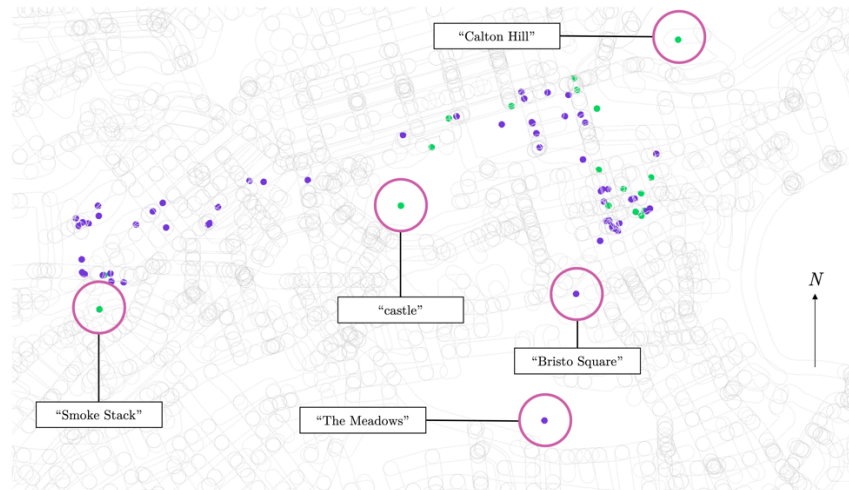 “Calton Hill”
N
“castle”
“Bristo Square”
“Smoke Stack”
“The Meadows”